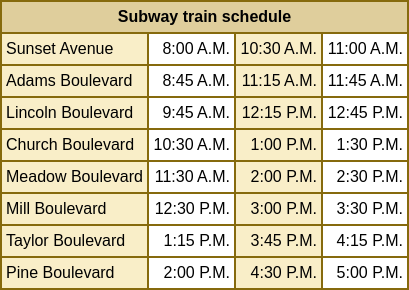 Subway train schedule
Sunset Avenue 8:00 A.M. 10:30 A.M. 11:00 A.M.
Adams Boulevard 8:45 A.M. 11:15 A.M. 11:45 A.M.
Lincoln Boulevard 9:45 A.M. 12:15 P.M. 12:45 P.M.
Church Boulevard 10:30 A.M. 1:00 P.M. 1:30 P.M.
Meadow Boulevard 11:30 A.M. 2:00 P.M. 2:30 P.M.
Mill Boulevard 12:30 P.M. 3:00 P.M. 3:30 P.M.
Taylor Boulevard 1:15 P.M. 3:45 P.M. 4:15 P.M.
Pine Boulevard 2:00 P.M. 4:30 P.M. 5:00 P.M.